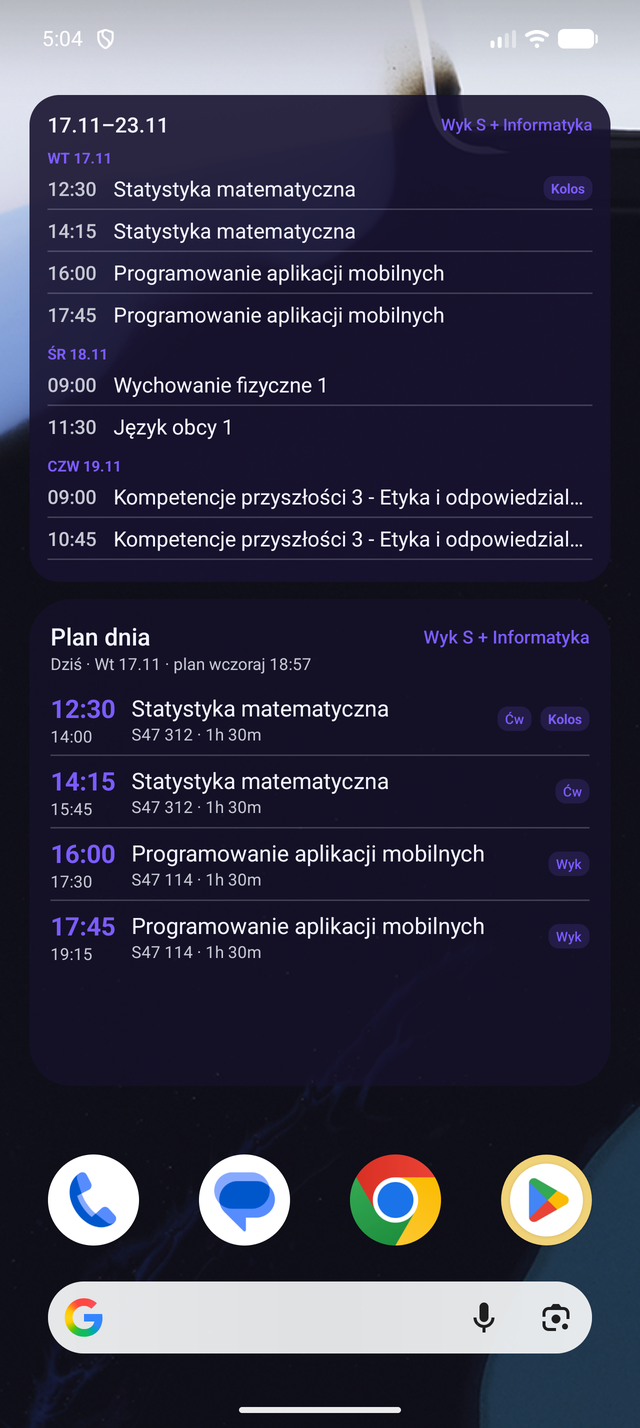 5:04
17.11–23.11
Wyk S + Informatyka
WT 17.11
12:30 Statystyka matematyczna Kolos
14:15 Statystyka matematyczna
16:00 Programowanie aplikacji mobilnych
17:45 Programowanie aplikacji mobilnych
ŚR 18.11
09:00 Wychowanie fizyczne 1
11:30 Język obcy 1
CZW 19.11
09:00 Kompetencje przyszłości 3 - Etyka i odpowiedzial…
10:45 Kompetencje przyszłości 3 - Etyka i odpowiedzial…
Plan dnia
Wyk S + Informatyka
Dziś · Wt 17.11 · plan wczoraj 18:57
12:30 Statystyka matematyczna Ćw Kolos
14:00 S47 312 · 1h 30m
14:15 Statystyka matematyczna Ćw
15:45 S47 312 · 1h 30m
16:00 Programowanie aplikacji mobilnych Wyk
17:30 S47 114 · 1h 30m
17:45 Programowanie aplikacji mobilnych Wyk
19:15 S47 114 · 1h 30m